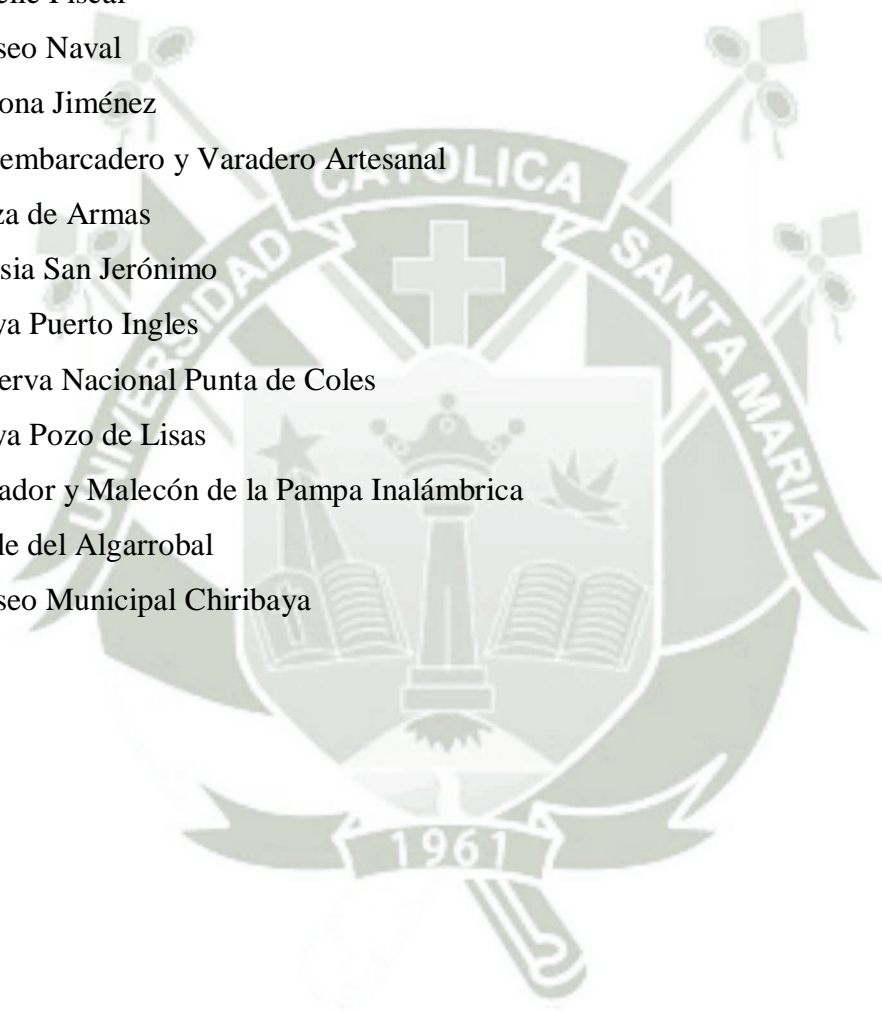 Fiscal
seo Naval
ona Jiménez
embarcadero y Varadero Artesanal
za de Armas
sia San Jerónimo
ya Puerto Ingles
erva Nacional Punta de Coles
ya Pozo de Lisas
ador y Malecón de la Pampa Inalámbrica
le del Algarrobal
seo Municipal Chiribaya
UNIVERSIDAD CATOLICA SANTA MARIA
1961